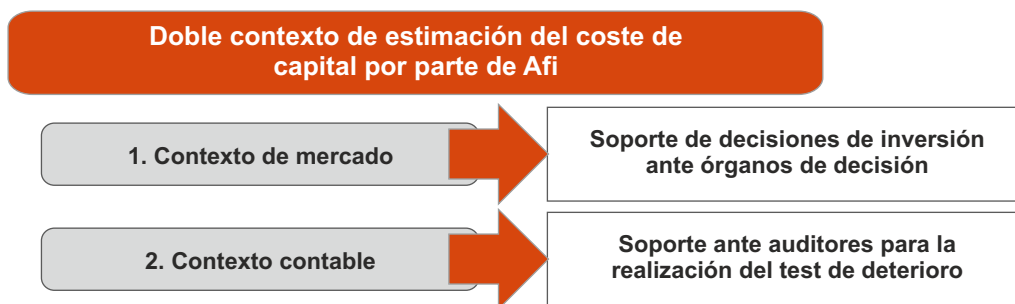 Doble contexto de estimación del coste de
capital por parte de Afi
1. Contexto de mercado
Soporte de decisiones de inversión
ante órganos de decisión
2. Contexto contable
Soporte ante auditores para la
realización del test de deterioro